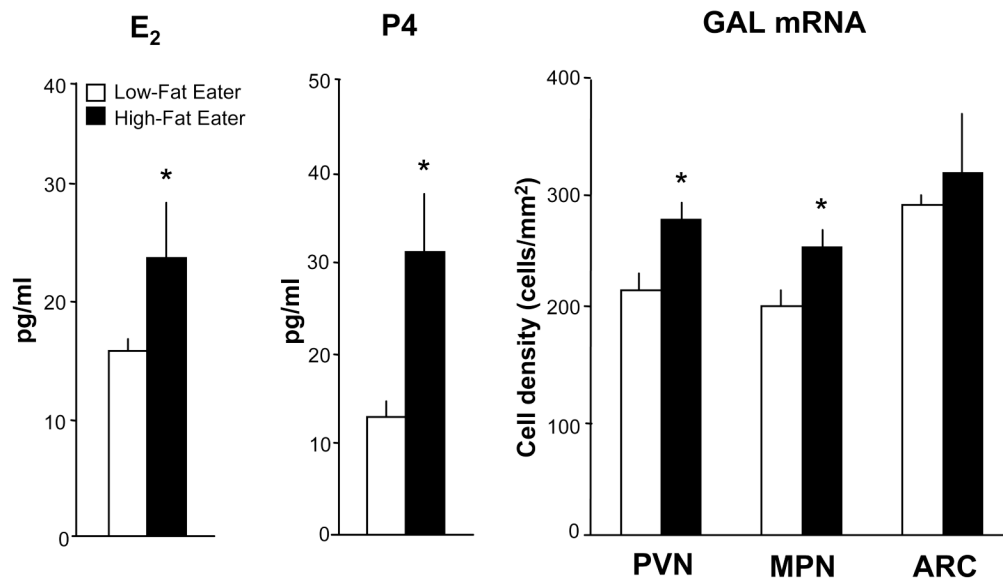 E₂
40
30
20
10
0
pg/ml
Low-Fat Eater
High-Fat Eater
*
P4
50
40
30
20
10
0
pg/ml
*
GAL mRNA
400
300
200
100
0
Cell density (cells/mm²)
*
*
PVN MPN ARC